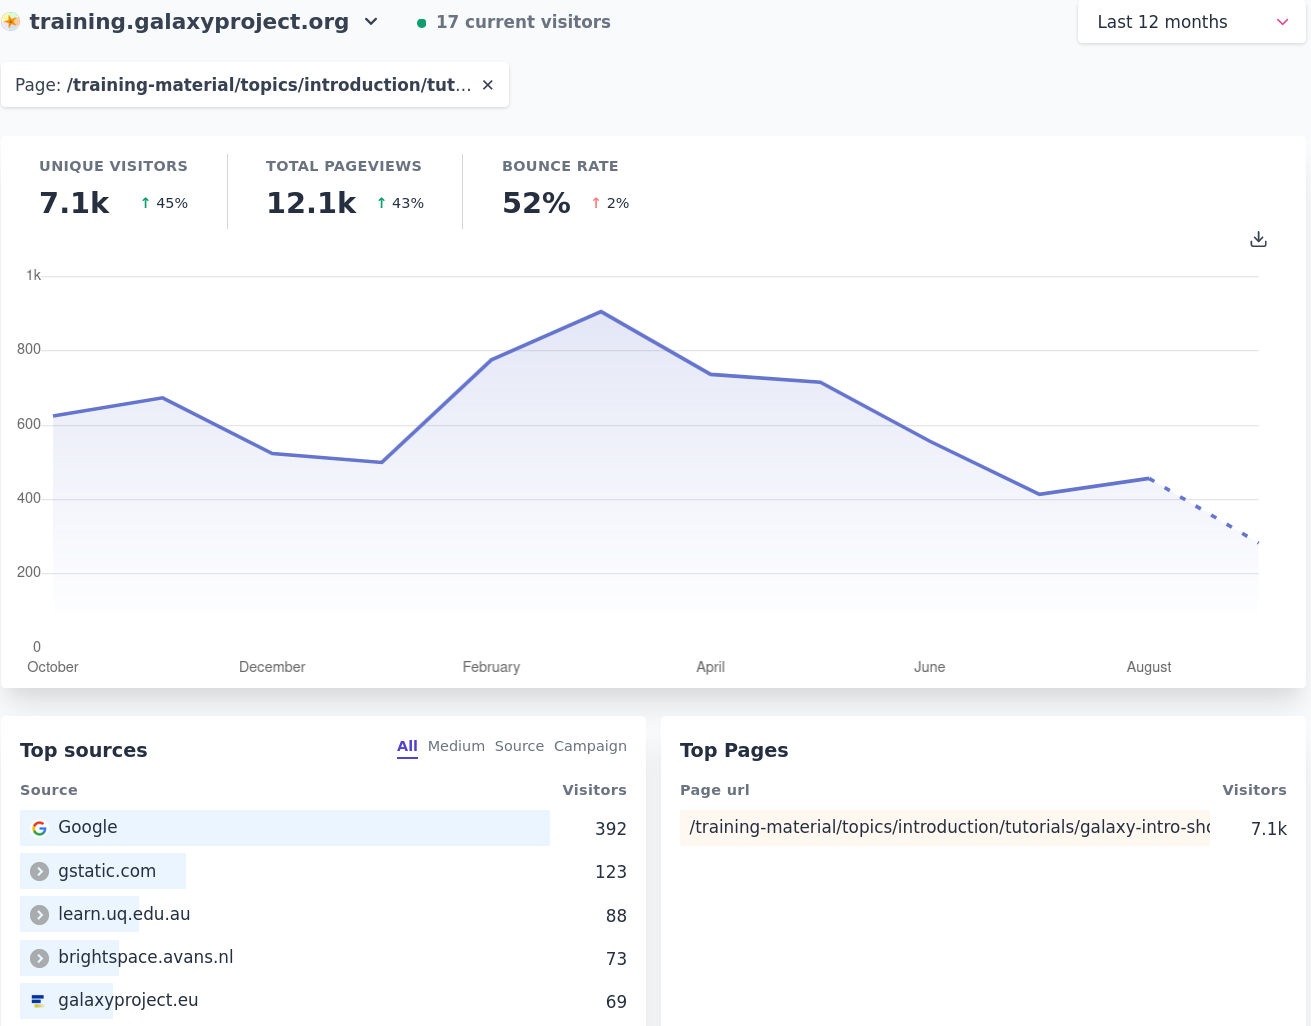 training.galaxyproject.org
17 current visitors
Last 12 months
Page: /training-material/topics/introduction/tut...
UNIQUE VISITORS
7.1k ↑ 45%
TOTAL PAGEVIEWS
12.1k ↑ 43%
BOUNCE RATE
52% ↑ 2%
1k
800
600
400
200
0
October December February April June August
Top sources
All Medium Source Campaign
Source Visitors
Google 392
gstatic.com 123
learn.uq.edu.au 88
brightspace.avans.nl 73
galaxyproject.eu 69
Top Pages
Page url Visitors
/training-material/topics/introduction/tutorials/galaxy-intro-sho 7.1k